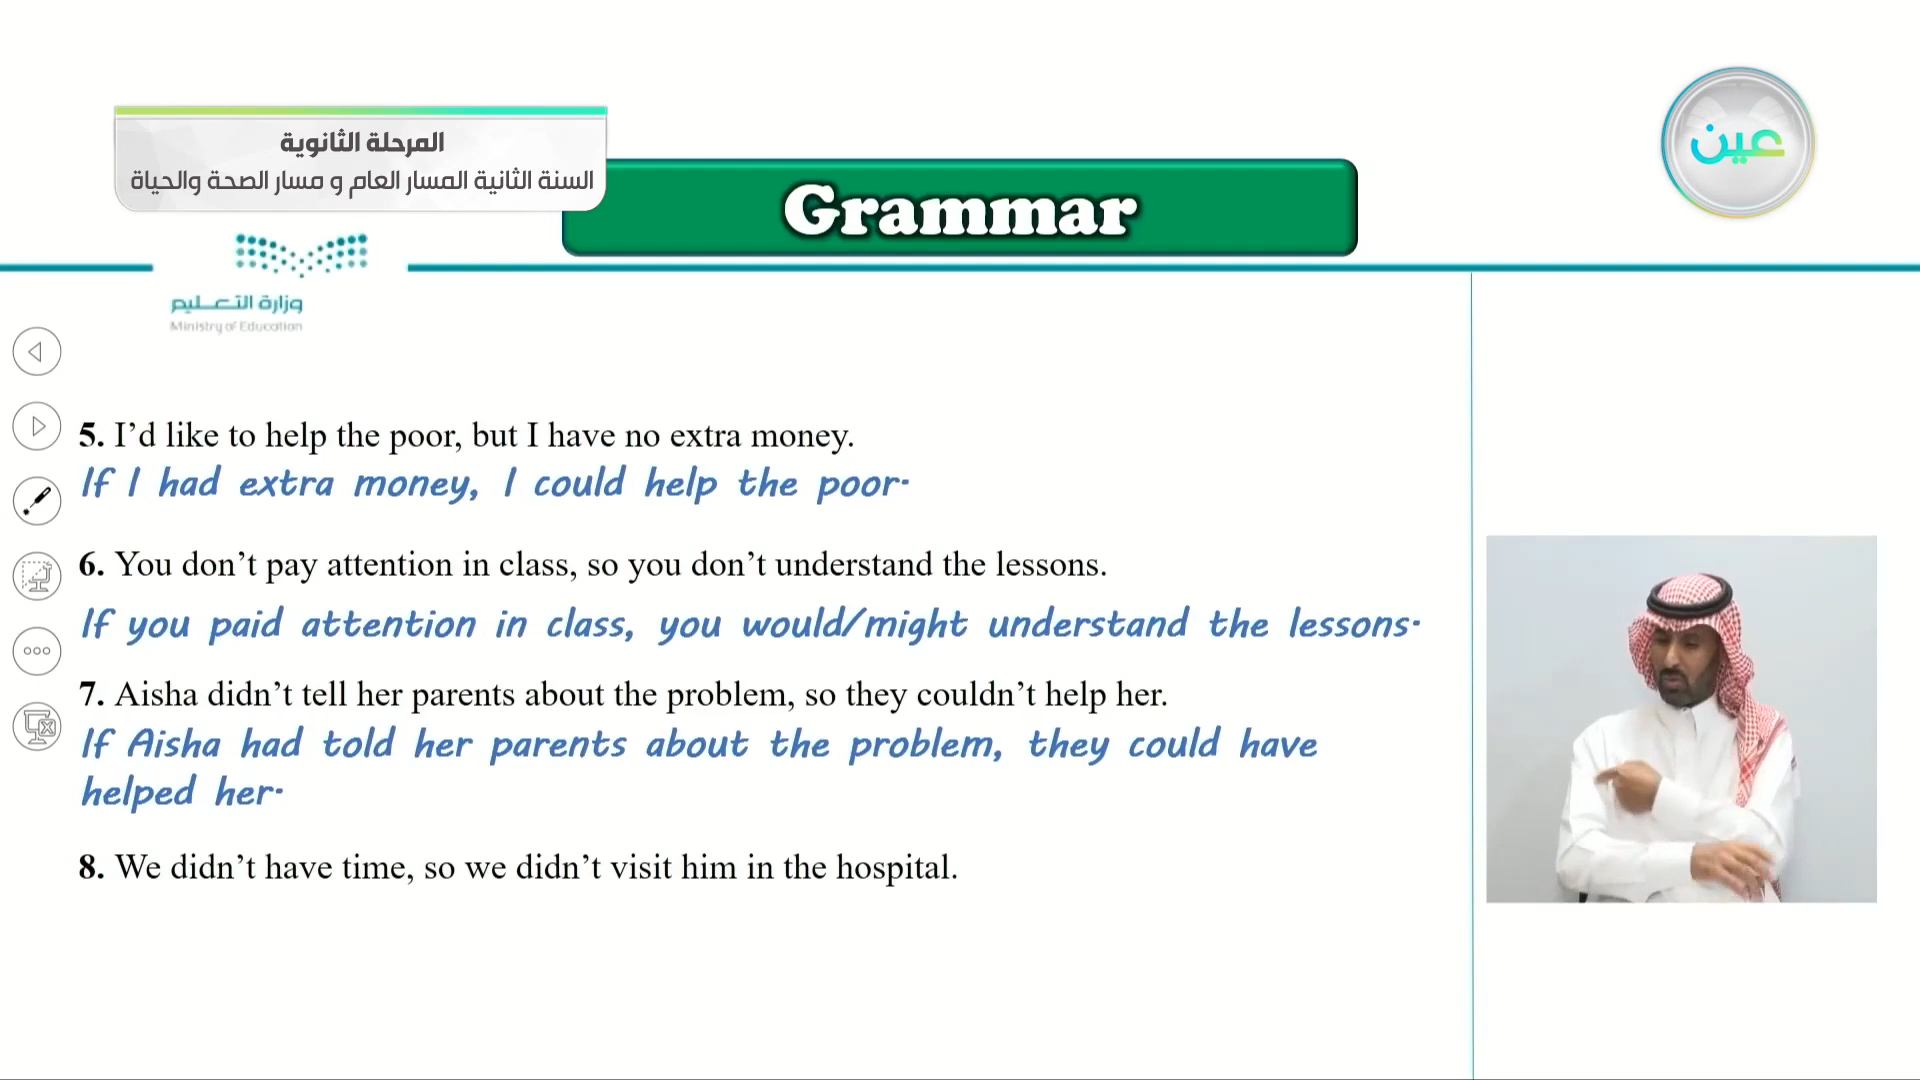 المرحلة الثانوية
السنة الثانية المسار العام و مسار الصحة والحياة
عين
Grammar
وزارة التعليم
Ministry of Education
5. I’d like to help the poor, but I have no extra money.
If I had extra money, I could help the poor.
6. You don’t pay attention in class, so you don’t understand the lessons.
If you paid attention in class, you would/might understand the lessons.
7. Aisha didn’t tell her parents about the problem, so they couldn’t help her.
If Aisha had told her parents about the problem, they could have
helped her.
8. We didn’t have time, so we didn’t visit him in the hospital.